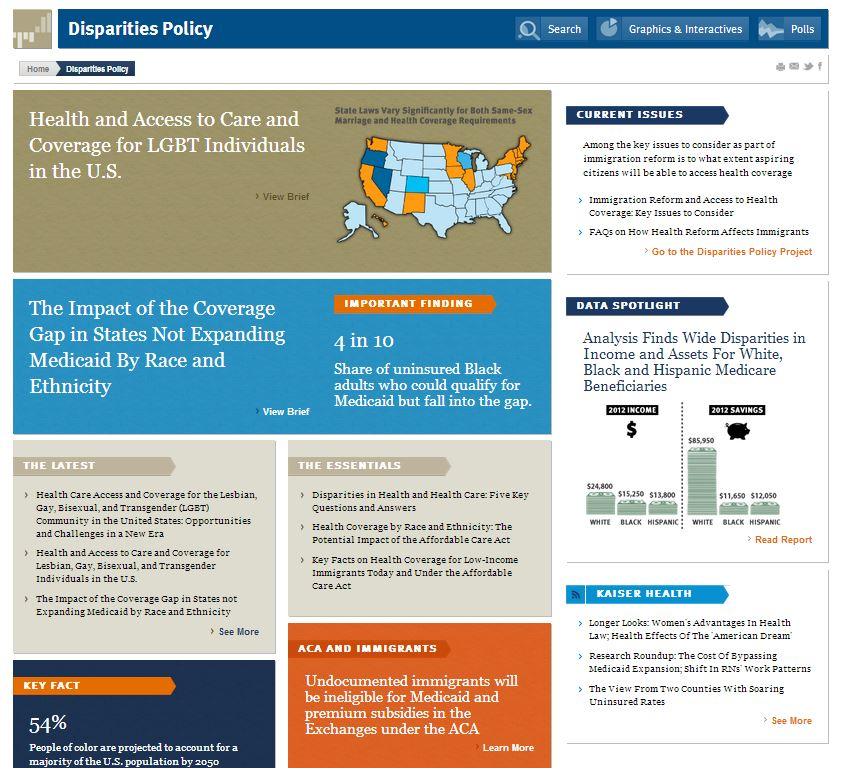 Disparities Policy
Search
Graphics & Interactives
Polls
Home
Disparities Policy
Health and Access to Care and
Coverage for LGBT Individuals
in the U.S.
› View Brief
State Laws Vary Significantly for Both Same-Sex
Marriage and Health Coverage Requirements
The Impact of the Coverage
Gap in States Not Expanding
Medicaid By Race and
Ethnicity
› View Brief
IMPORTANT FINDING
4 in 10
Share of uninsured Black
adults who could qualify for
Medicaid but fall into the gap.
THE LATEST
› Health Care Access and Coverage for the Lesbian,
Gay, Bisexual, and Transgender (LGBT)
Community in the United States: Opportunities
and Challenges in a New Era
› Health and Access to Care and Coverage for
Lesbian, Gay, Bisexual, and Transgender
Individuals in the U.S.
› The Impact of the Coverage Gap in States not
Expanding Medicaid by Race and Ethnicity
› See More
KEY FACT
54%
People of color are projected to account for a
majority of the U.S. population by 2050
THE ESSENTIALS
› Disparities in Health and Health Care: Five Key
Questions and Answers
› Health Coverage by Race and Ethnicity: The
Potential Impact of the Affordable Care Act
› Key Facts on Health Coverage for Low-Income
Immigrants Today and Under the Affordable
Care Act
ACA AND IMMIGRANTS
Undocumented immigrants will
be ineligible for Medicaid and
premium subsidies in the
Exchanges under the ACA
› Learn More
CURRENT ISSUES
Among the key issues to consider as part of
immigration reform is to what extent aspiring
citizens will be able to access health coverage
› Immigration Reform and Access to Health
Coverage: Key Issues to Consider
› FAQs on How Health Reform Affects Immigrants
› Go to the Disparities Policy Project
DATA SPOTLIGHT
Analysis Finds Wide Disparities in
Income and Assets For White,
Black and Hispanic Medicare
Beneficiaries
2012 INCOME
2012 SAVINGS
$
$85,950
$24,800
$15,250
$13,800
$11,650
$12,050
WHITE
BLACK
HISPANIC
WHITE
BLACK
HISPANIC
› Read Report
KAISER HEALTH
› Longer Looks: Women's Advantages In Health
Law; Health Effects Of The 'American Dream'
› Research Roundup: The Cost Of Bypassing
Medicaid Expansion; Shift In RNs' Work Patterns
› The View From Two Counties With Soaring
Uninsured Rates
› See More